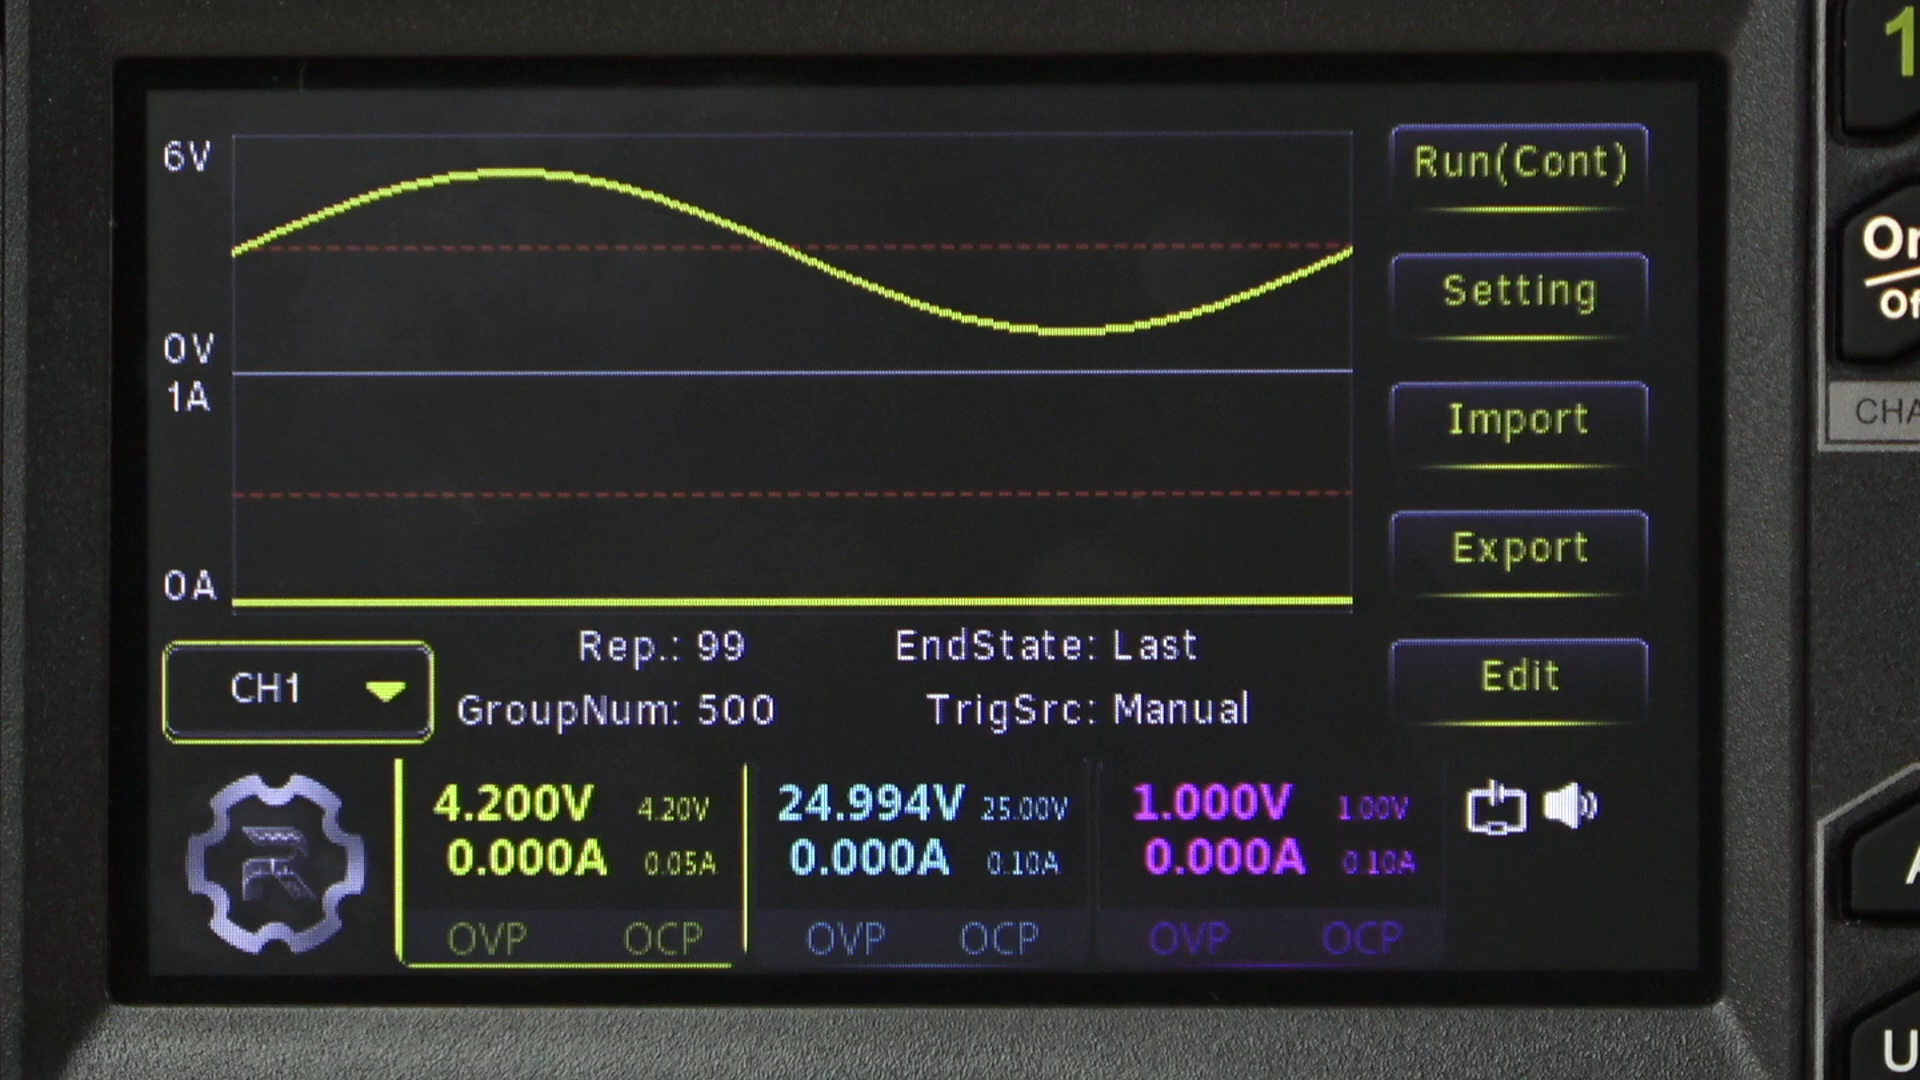 6V
0V
1A
0A
Run(Cont)
Setting
Import
Export
Edit
Rep.: 99
EndState: Last
CH1
GroupNum: 500
TrigSrc: Manual
4.200V 4.20V
0.000A 0.05A
OVP OCP
24.994V 25.00V
0.000A 0.10A
OVP OCP
1.000V 1.00V
0.000A 0.10A
OVP OCP
R
1